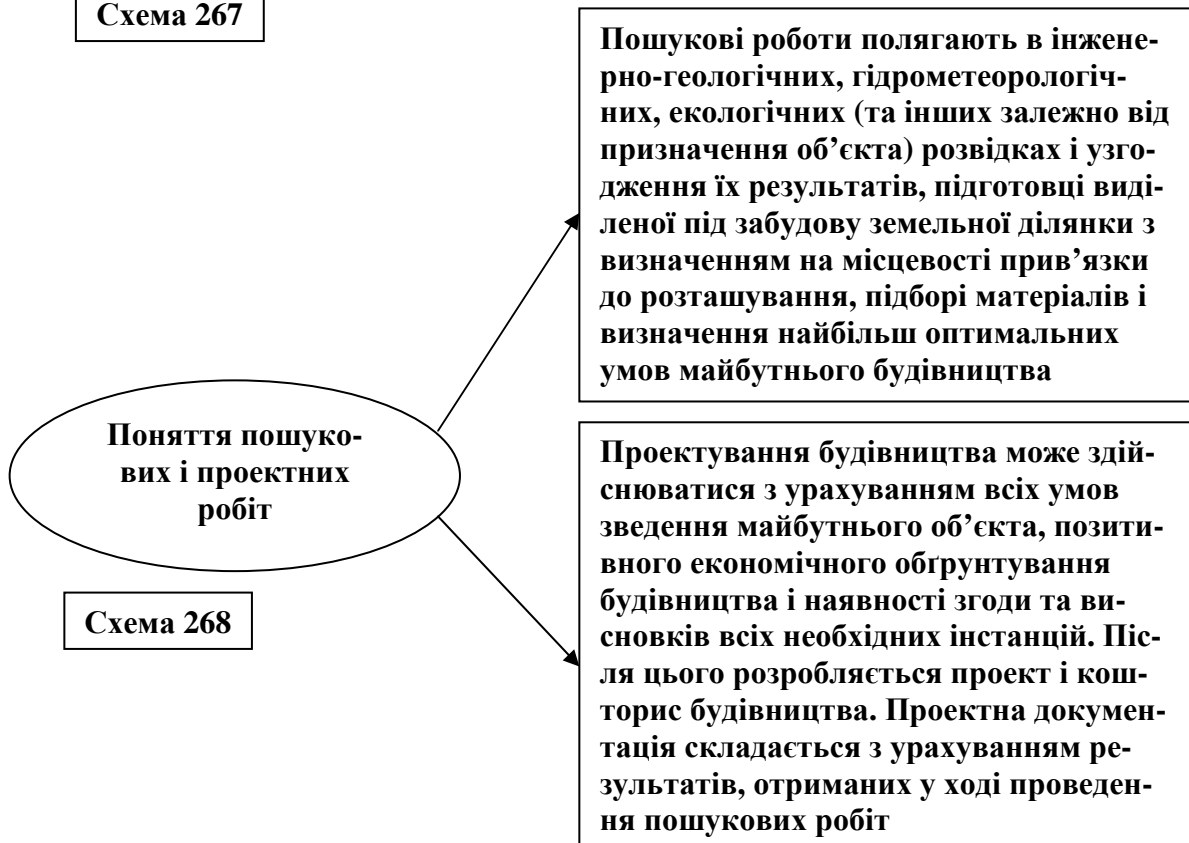 Схема 267
Пошукові роботи полягають в інжене-
рно-геологічних, гідрометеорологіч-
них, екологічних (та інших залежно від
призначення об’єкта) розвідках і узго-
дження їх результатів, підготовці виді-
леної під забудову земельної ділянки з
визначенням на місцевості прив’язки
до розташування, підборі матеріалів і
визначення найбільш оптимальних
умов майбутнього будівництва
Поняття пошуко-
вих і проектних
робіт
Схема 268
Проектування будівництва може здій-
снюватися з урахуванням всіх умов
зведення майбутнього об’єкта, позити-
вного економічного обґрунтування
будівництва і наявності згоди та ви-
сновків всіх необхідних інстанцій. Піс-
ля цього розробляється проект і кош-
торис будівництва. Проектна докумен-
тація складається з урахуванням ре-
зультатів, отриманих у ході проведен-
ня пошукових робіт